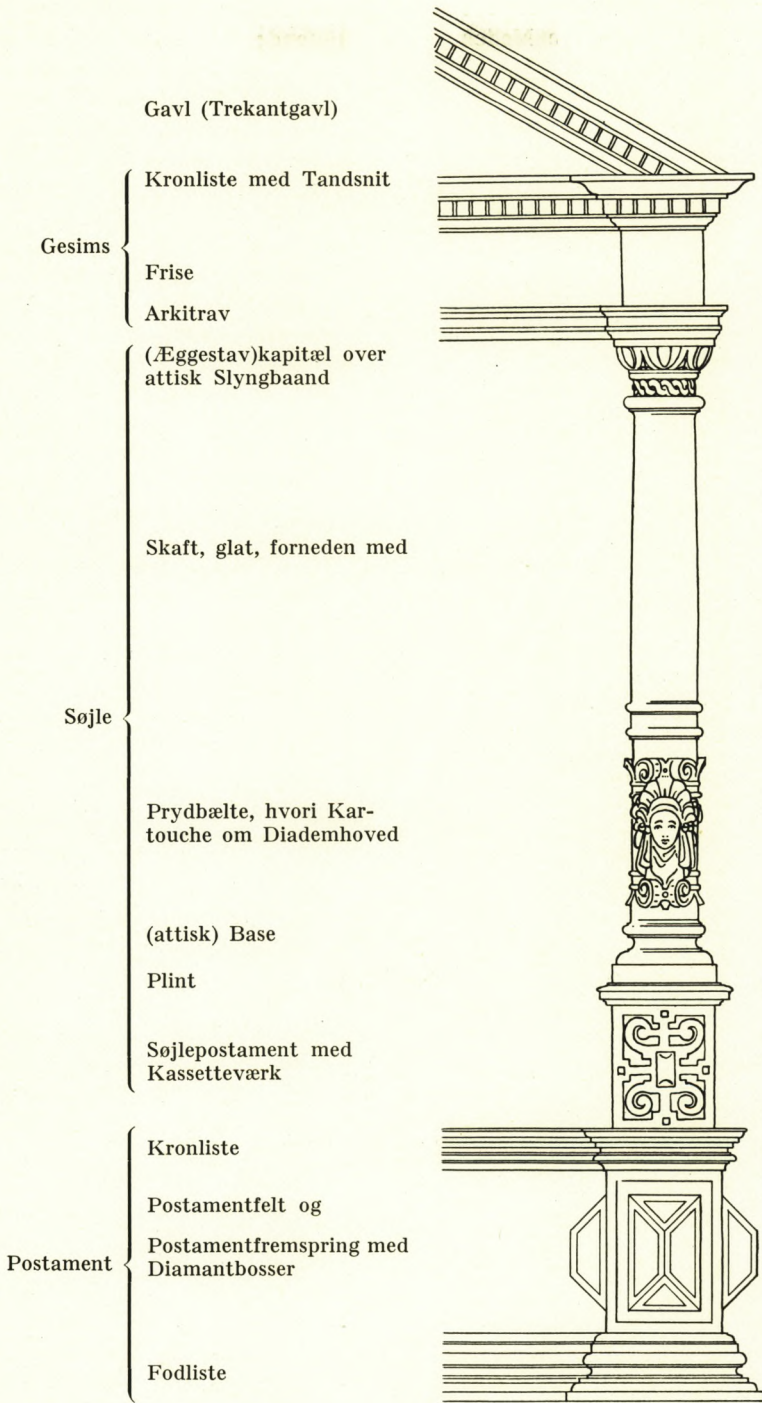 Gavl (Trekantgavl)
Gesims
Kronliste med Tandsnit
Frise
Arkitrav
Søjle
(Æggestav)kapitæl over
attisk Slyngbaand
Skaft, glat, forneden med
Prydbælte, hvori Kar-
touche om Diademhoved
(attisk) Base
Plint
Søjlepostament med
Kassetteværk
Postament
Kronliste
Postamentfelt og
Postamentfremspring med
Diamantbosser
Fodliste